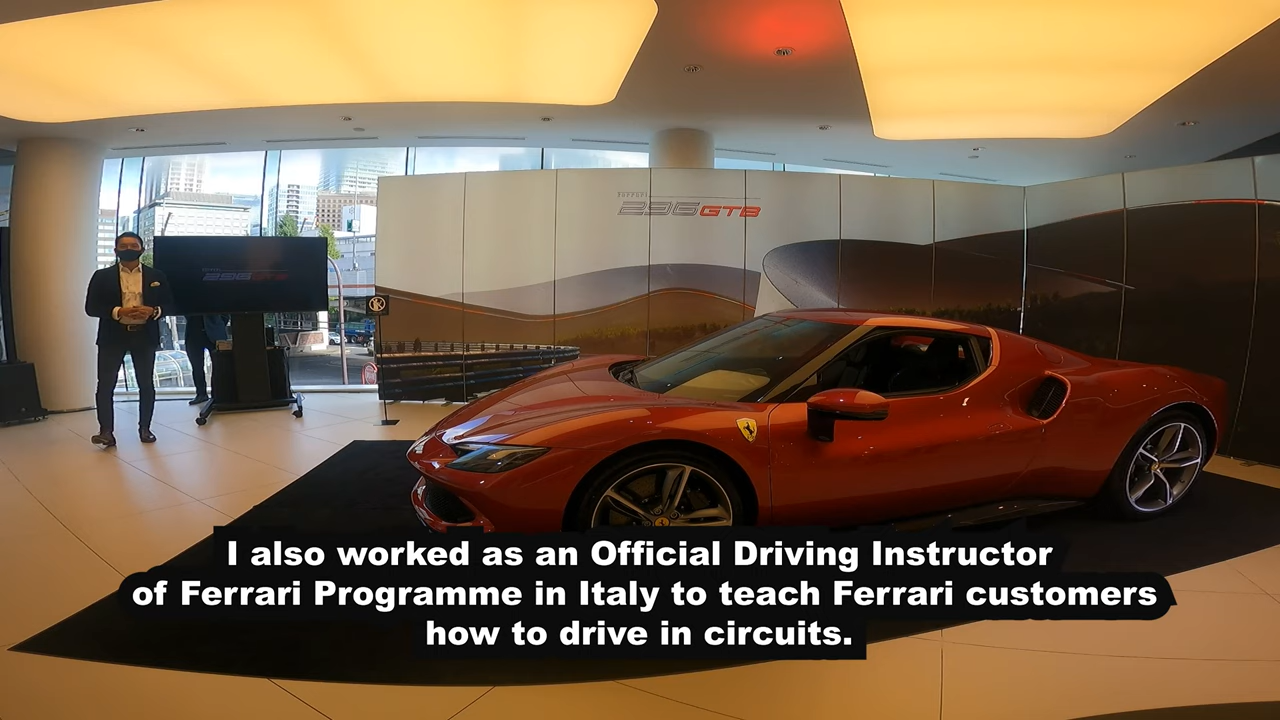 Ferrari
296GTB
296GTB
I also worked as an Official Driving Instructor
of Ferrari Programme in Italy to teach Ferrari customers
how to drive in circuits.